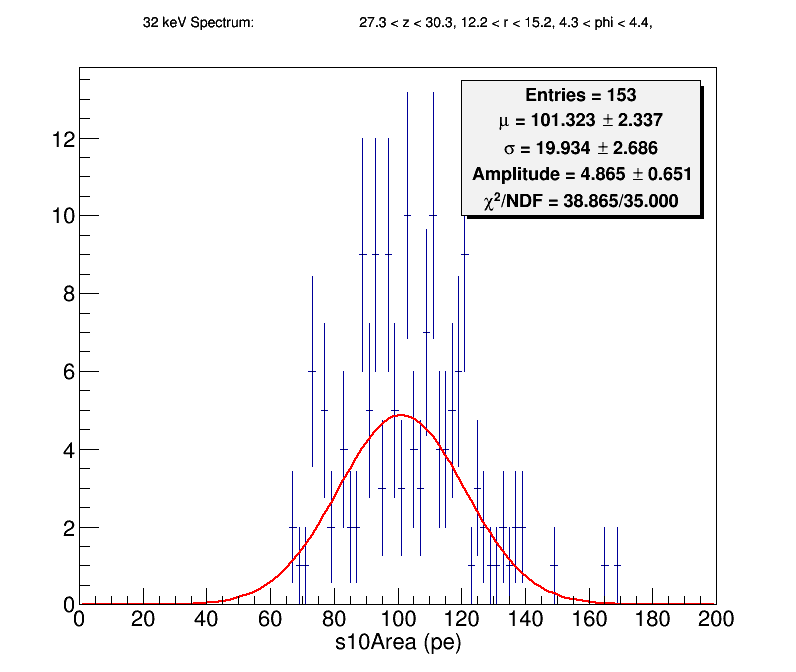 32 keV Spectrum: 27.3 < z < 30.3, 12.2 < r < 15.2, 4.3 < phi < 4.4,
Entries = 153
μ = 101.323 ± 2.337
σ = 19.934 ± 2.686
Amplitude = 4.865 ± 0.651
χ²/NDF = 38.865/35.000
12
10
8
6
4
2
0
0 20 40 60 80 100 120 140 160 180 200
s10Area (pe)